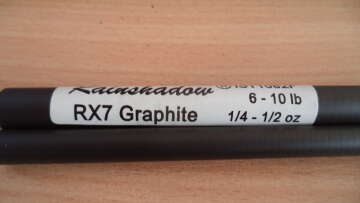 Rainshadow ®
6 - 10 lb
RX7 Graphite 1/4 - 1/2 oz